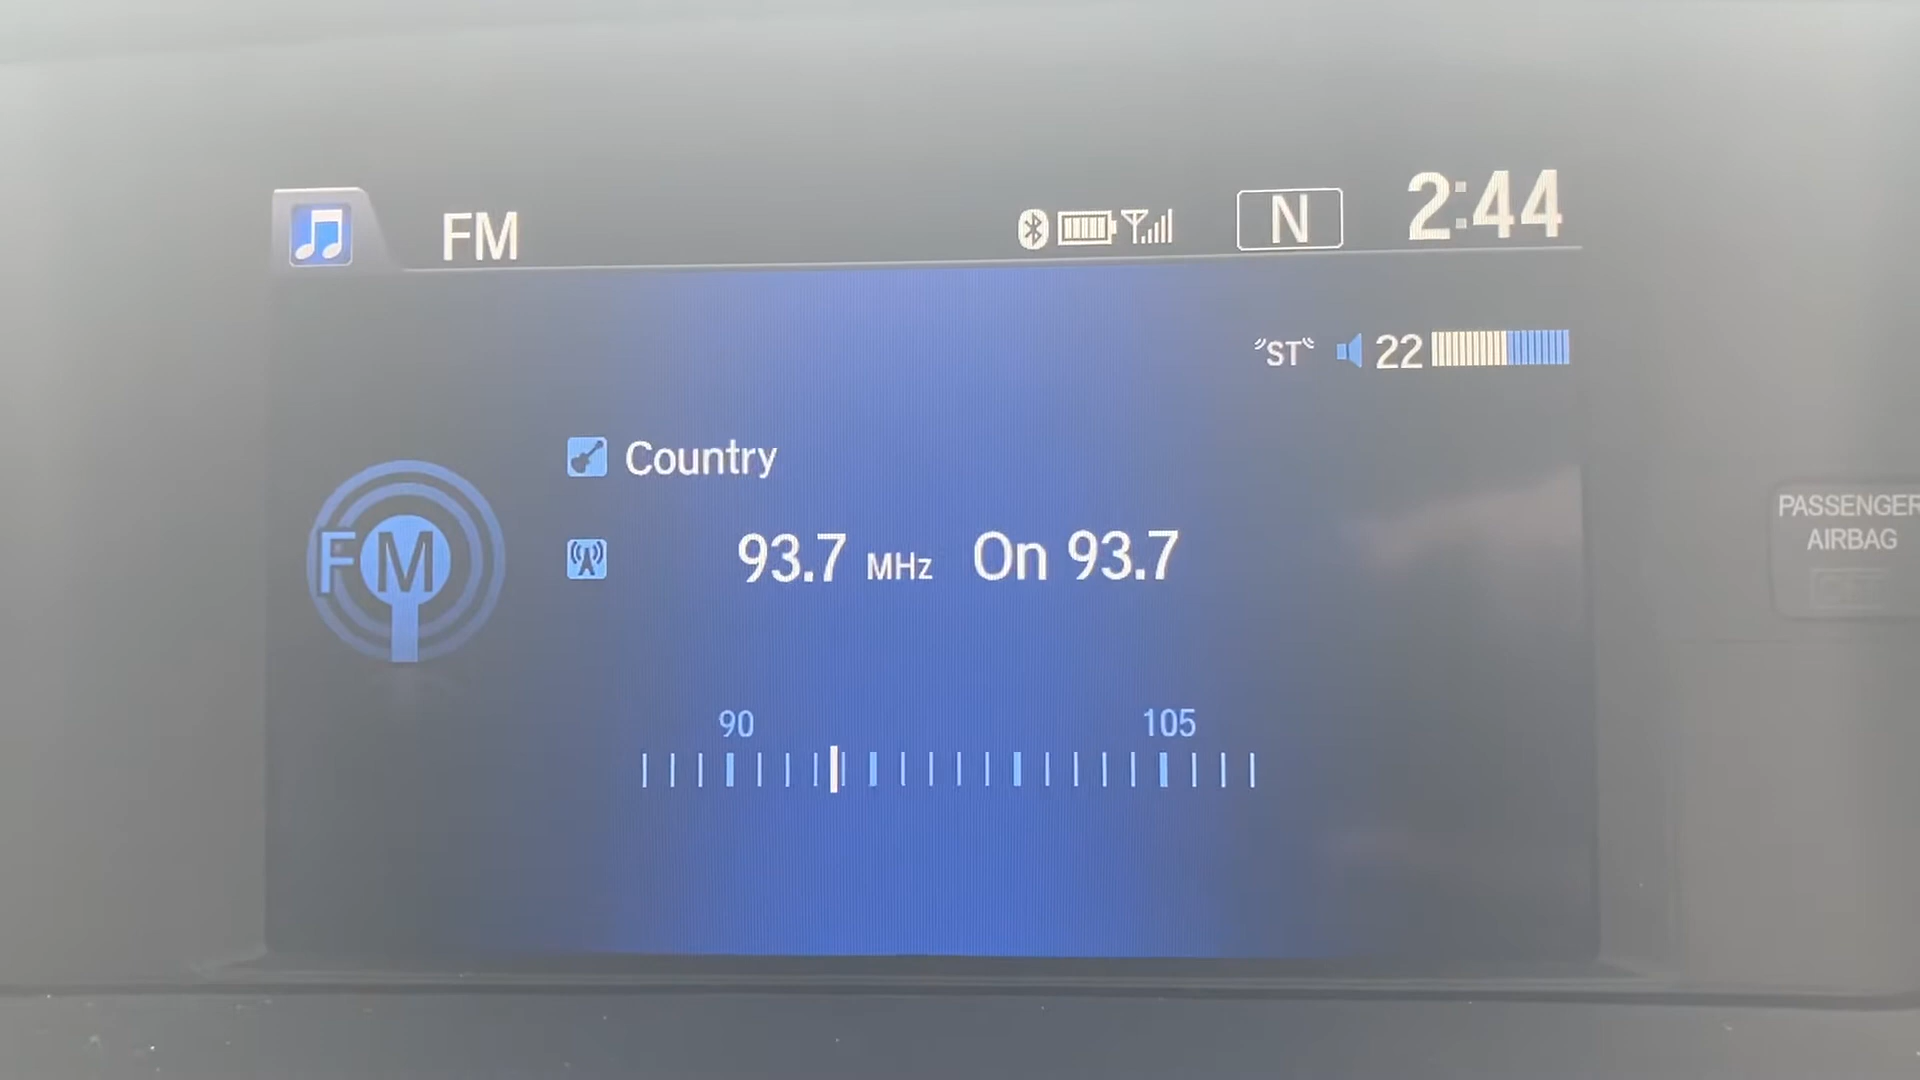 FM
N
2:44
ST 22
Country
FM
93.7 MHz On 93.7
90 105
PASSENGER
AIRBAG